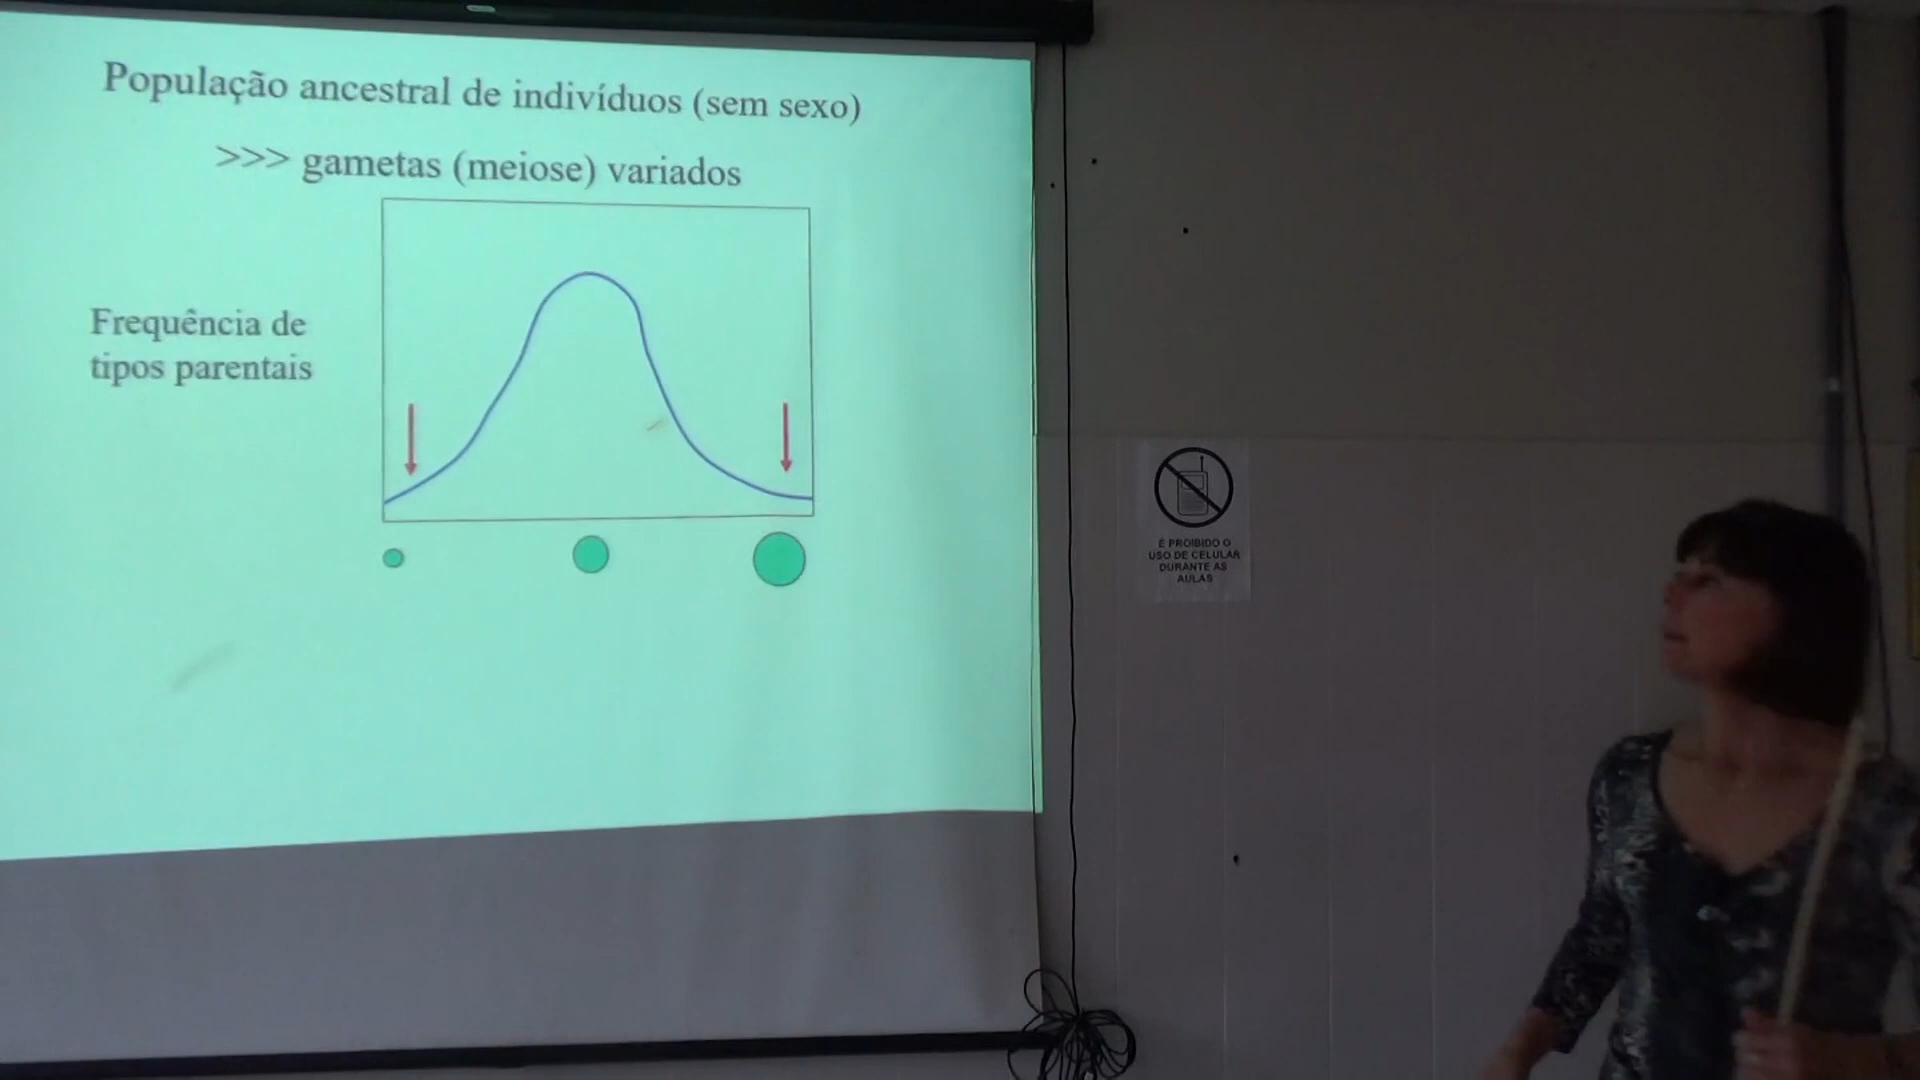 População ancestral de indivíduos (sem sexo)
>>> gametas (meiose) variados
Frequência de
tipos parentais
É PROIBIDO O
USO DE CELULAR
DURANTE AS
AULAS